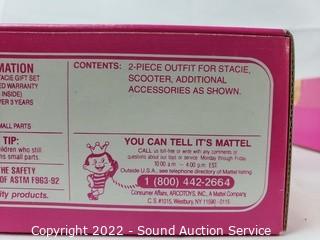 MATION
TACIE GIFT SET
ED WARRANTY
INSIDE)
VER 3 YEARS
MALL PARTS
TIP:
children who still
ns small parts.
THE SAFETY
OF ASTM F963-92
ity products.
CONTENTS: 2-PIECE OUTFIT FOR STACIE,
SCOOTER, ADDITIONAL
ACCESSORIES AS SHOWN.
YOU CAN TELL IT'S MATTEL
CALL us toll-free or write with any comments or
questions about our toys or service Monday through Friday
10:00 a.m. - 4:00 p.m. EST.
Outside U.S.A., see telephone directory of Mattel listing.
1 (800) 442-2664
Consumer Affairs, ARCOTOYS, INC., A Mattel Company
C.S. #1015, Westbury, NY 11590-0115
Copyright 2022 - Sound Auction Service